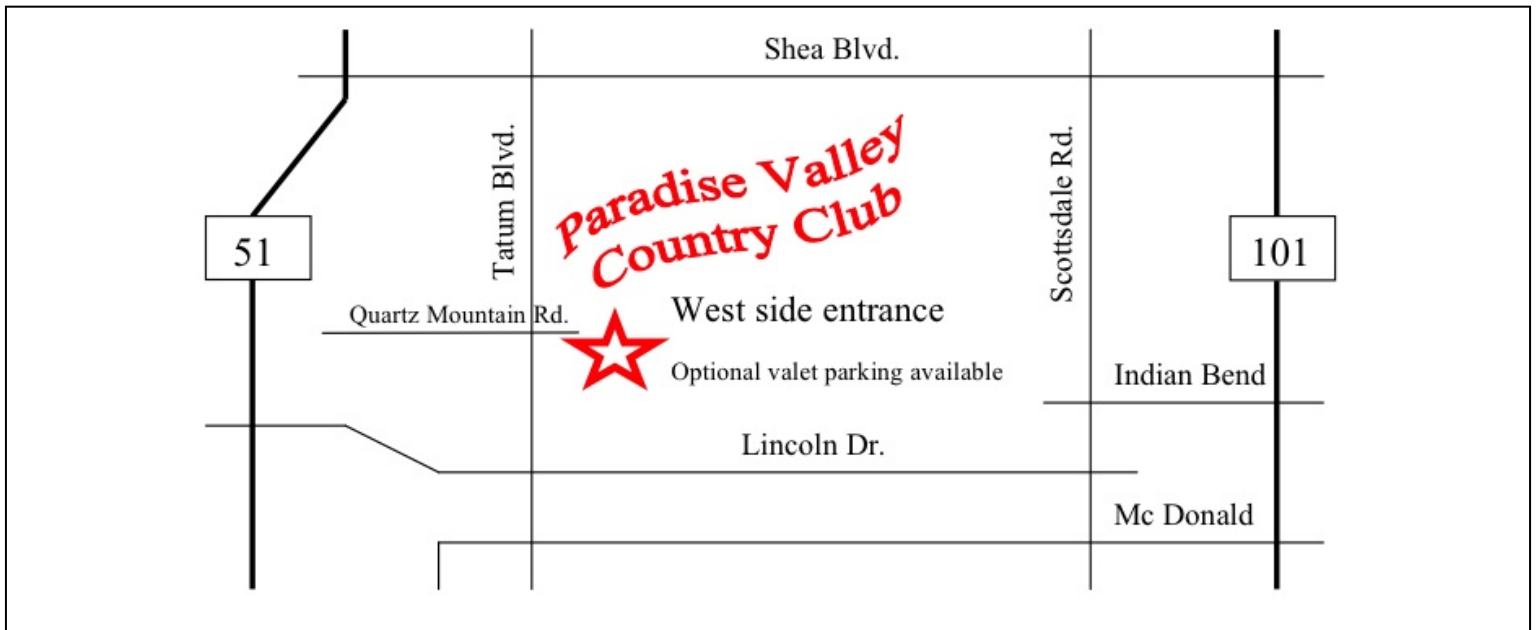 Shea Blvd.
Tatum Blvd.
Paradise Valley
Country Club
Scottsdale Rd.
51
101
Quartz Mountain Rd.
West side entrance
Optional valet parking available
Indian Bend
Lincoln Dr.
Mc Donald